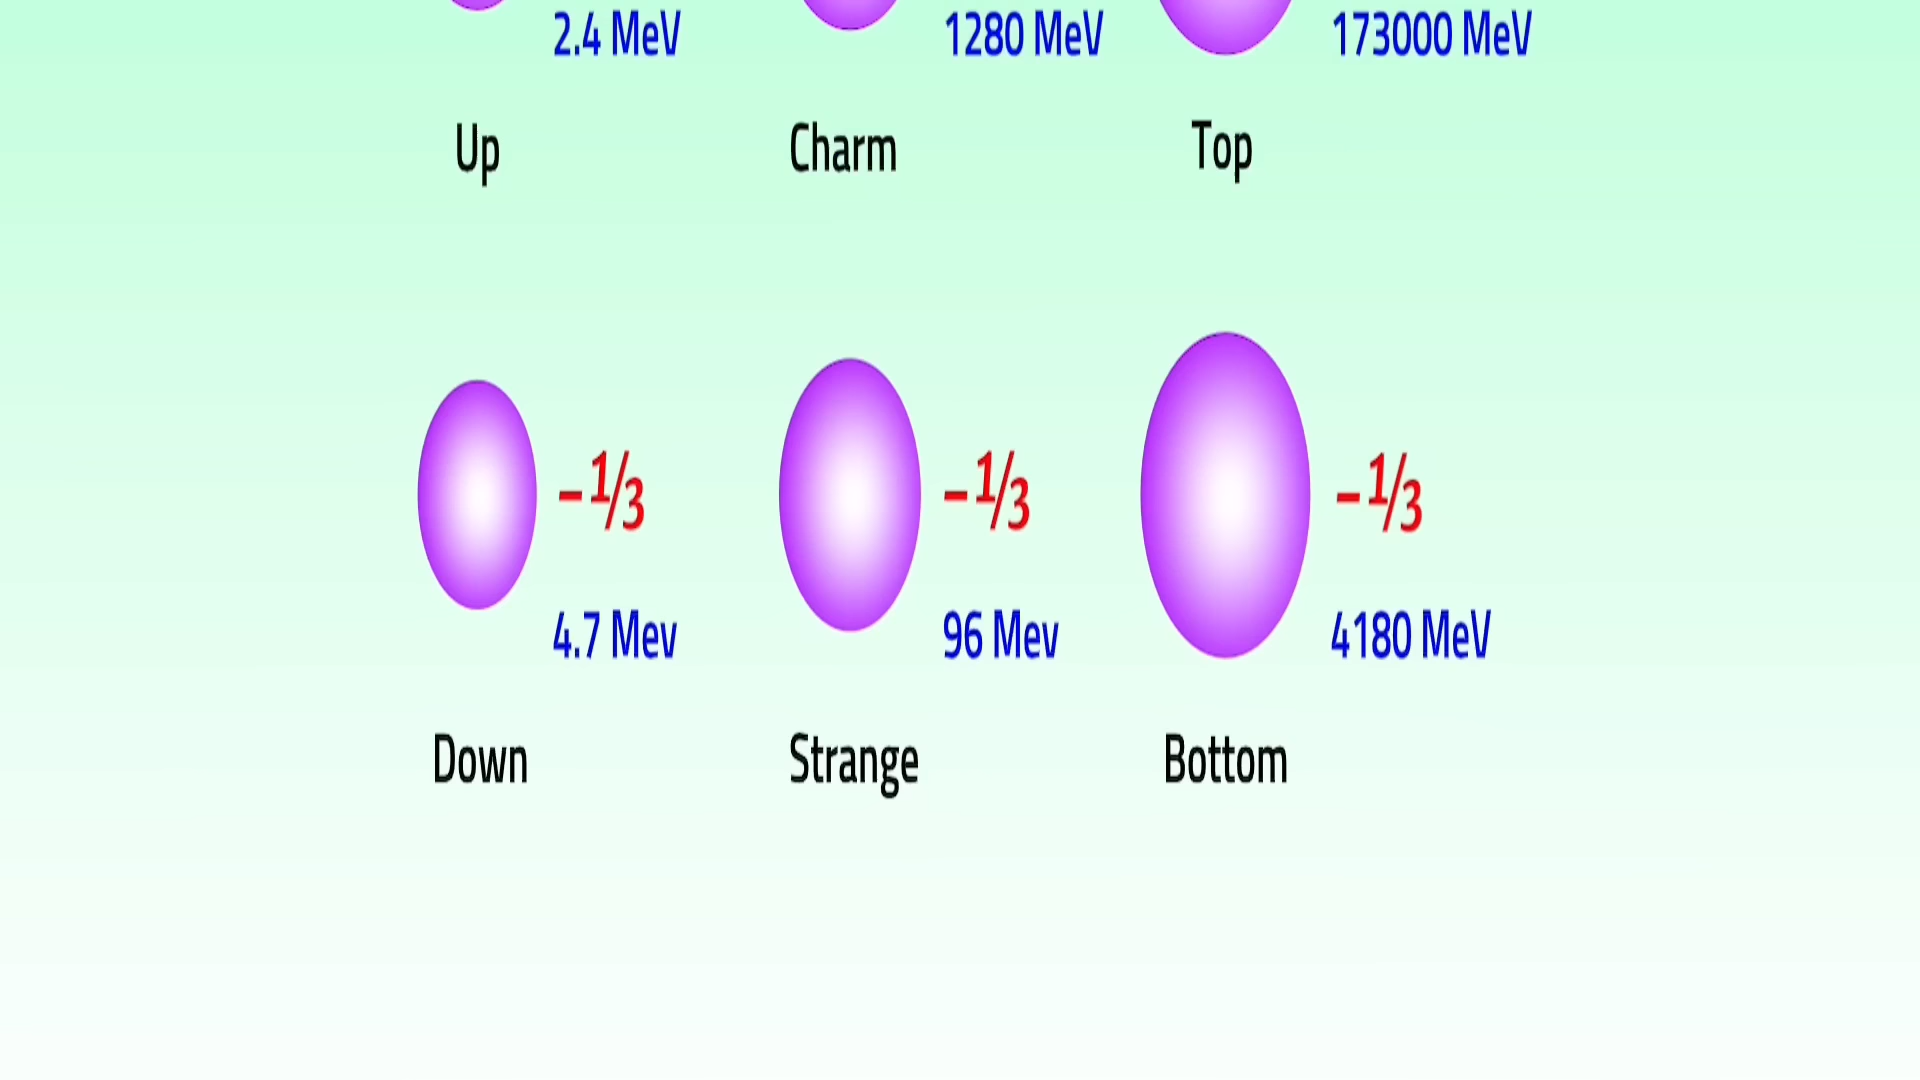 2.4 MeV 1280 MeV 173000 MeV
Up Charm Top
-⅓ -⅓ -⅓
4.7 Mev 96 Mev 4180 MeV
Down Strange Bottom